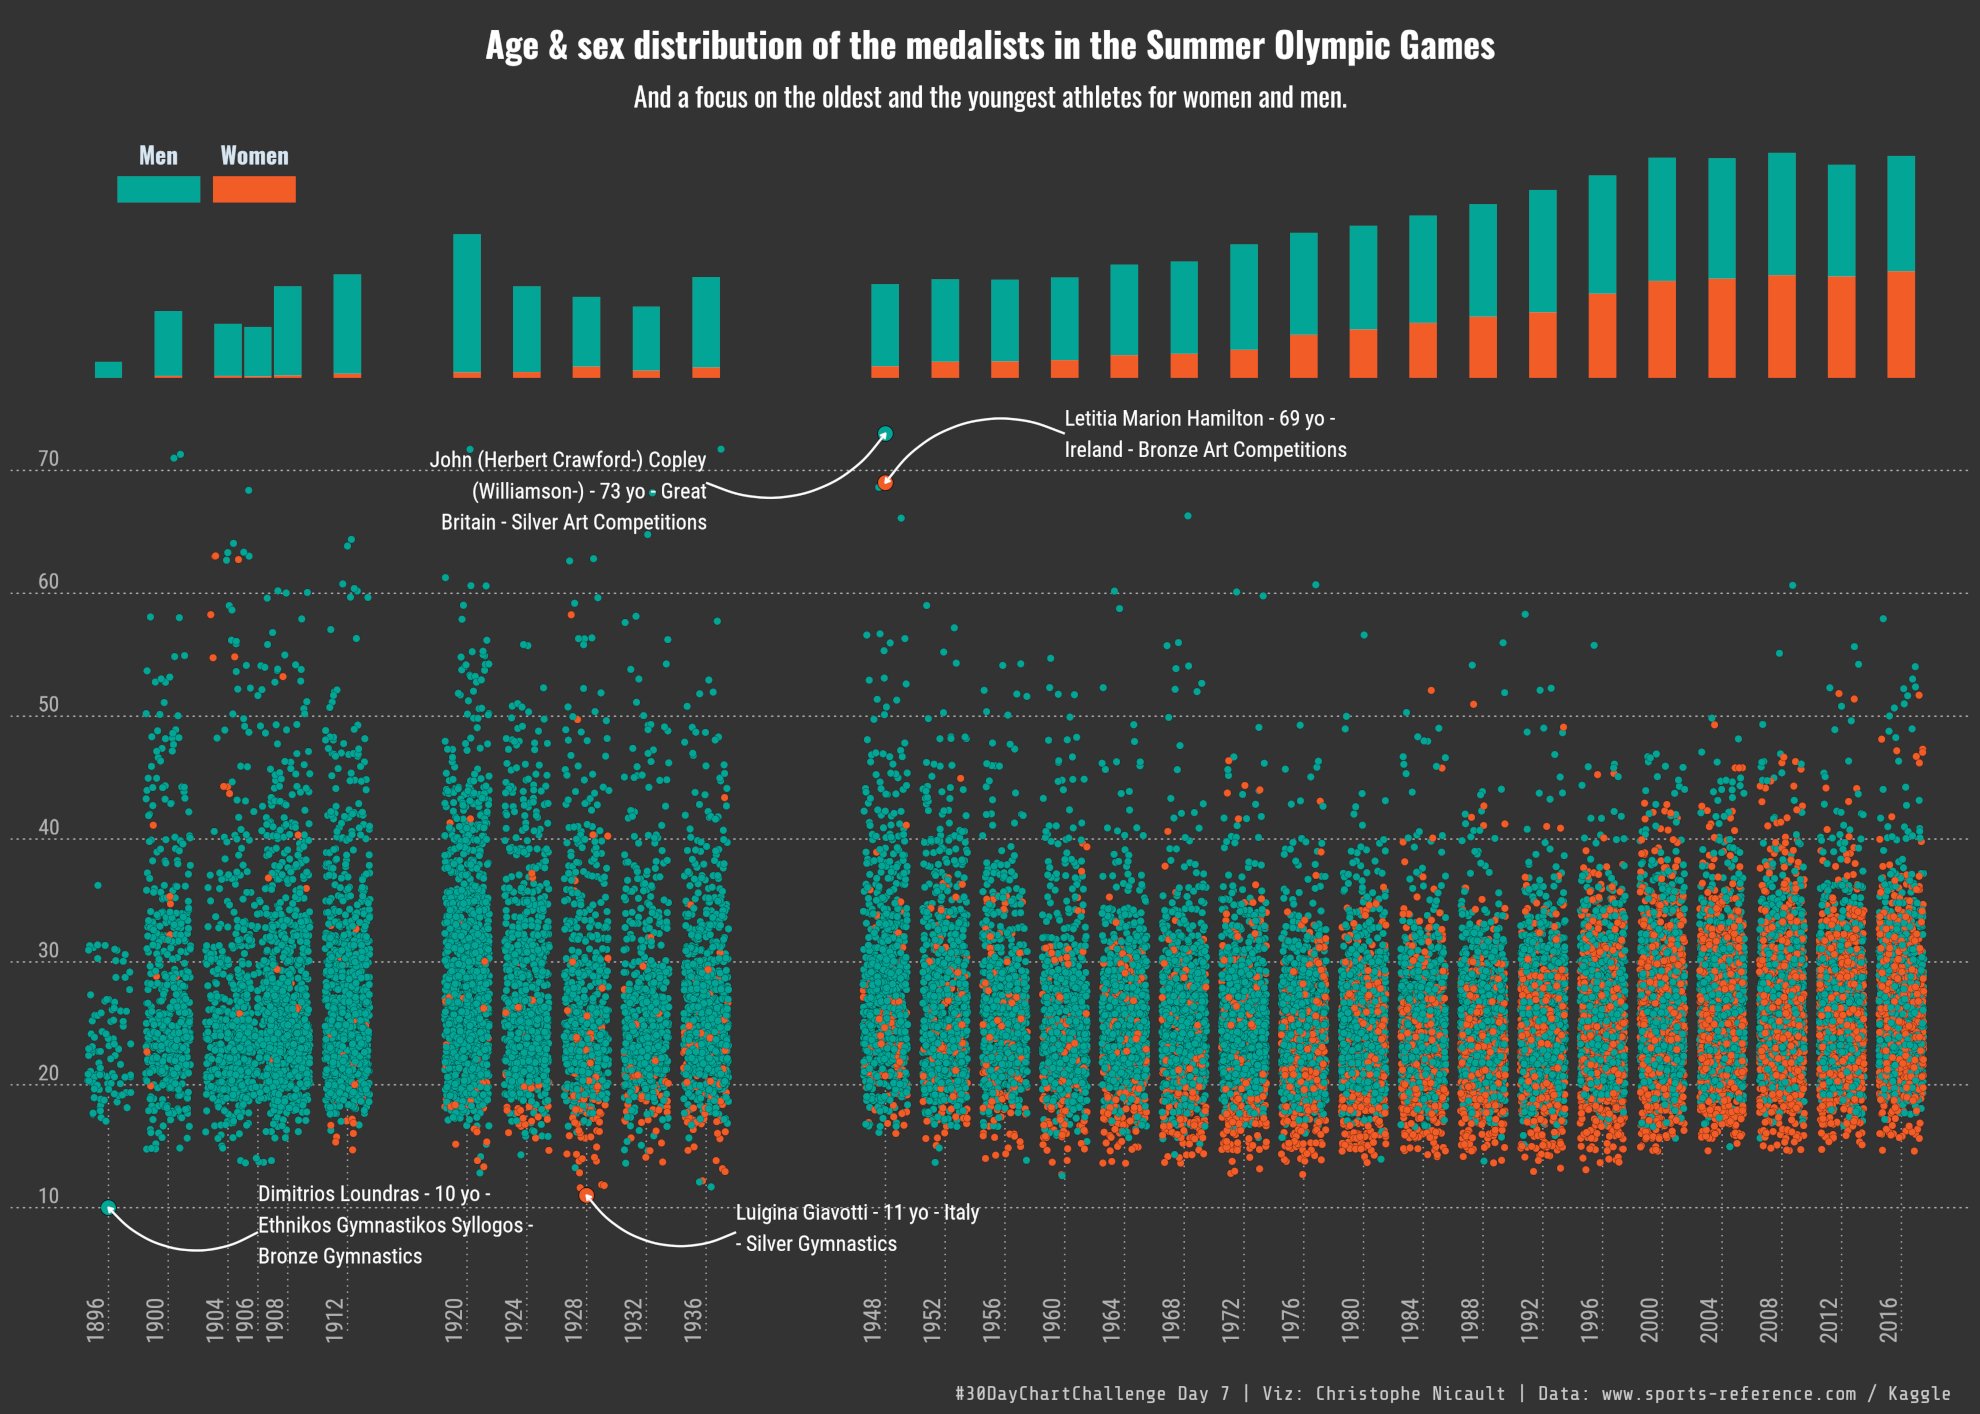 Age & sex distribution of the medalists in the Summer Olympic Games
And a focus on the oldest and the youngest athletes for women and men.
Men Women
Letitia Marion Hamilton - 69 yo -
Ireland - Bronze Art Competitions
John (Herbert Crawford-) Copley
(Williamson-) - 73 yo - Great
Britain - Silver Art Competitions
70
60
50
40
30
20
10
Dimitrios Loundras - 10 yo -
Ethnikos Gymnastikos Syllogos -
Bronze Gymnastics
Luigina Giavotti - 11 yo - Italy
- Silver Gymnastics
1896 1900 1904 1906 1908 1912 1920 1924 1928 1932 1936 1948 1952 1956 1960 1964 1968 1972 1976 1980 1984 1988 1992 1996 2000 2004 2008 2012 2016
#30DayChartChallenge Day 7 | Viz: Christophe Nicault | Data: www.sports-reference.com / Kaggle